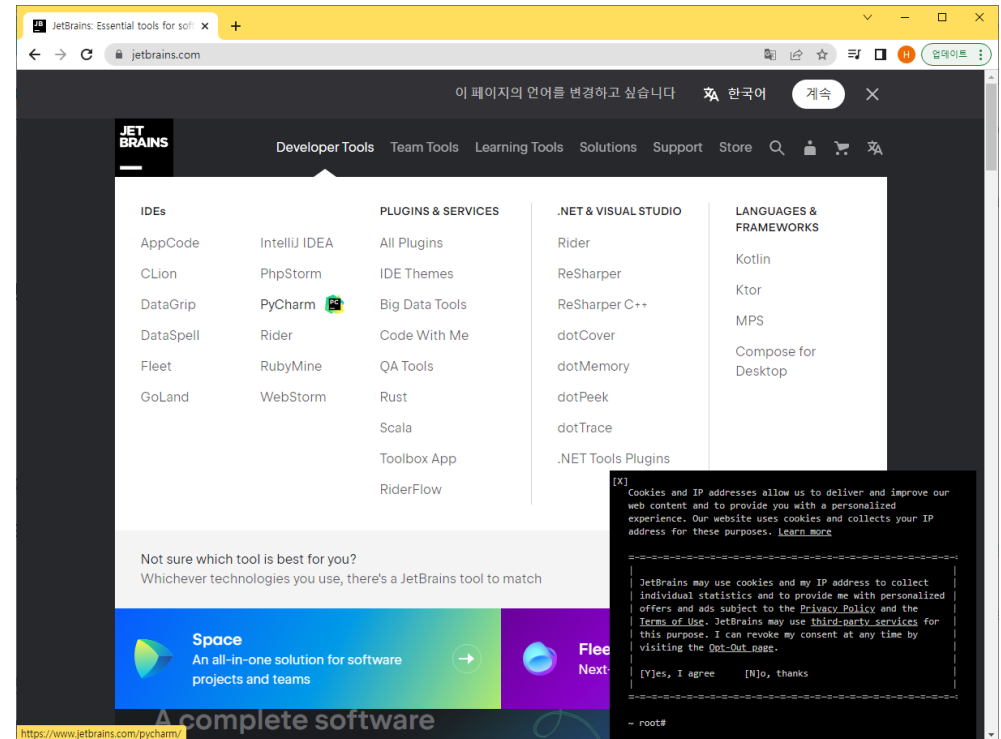 JetBrains: Essential tools for soft
jetbrains.com
H
업데이트
이 페이지의 언어를 변경하고 싶습니다
한국어
계속
JET
BRAINS
Developer Tools
Team Tools
Learning Tools
Solutions
Support
Store
IDEs
AppCode
CLion
DataGrip
DataSpell
Fleet
GoLand
IntelliJ IDEA
PhpStorm
PyCharm
PC
Rider
RubyMine
WebStorm
PLUGINS & SERVICES
All Plugins
IDE Themes
Big Data Tools
Code With Me
QA Tools
Rust
Scala
Toolbox App
RiderFlow
.NET & VISUAL STUDIO
Rider
ReSharper
ReSharper C++
dotCover
dotMemory
dotPeek
dotTrace
.NET Tools Plugins
LANGUAGES &
FRAMEWORKS
Kotlin
Ktor
MPS
Compose for
Desktop
Not sure which tool is best for you?
Whichever technologies you use, there's a JetBrains tool to match
Space
An all-in-one solution for software
projects and teams
Flee
Next-
A complete software
[X]
Cookies and IP addresses allow us to deliver and improve our
web content and to provide you with a personalized
experience. Our website uses cookies and collects your IP
address for these purposes. Learn more
JetBrains may use cookies and my IP address to collect
individual statistics and to provide me with personalized
offers and ads subject to the Privacy Policy and the
Terms of Use. JetBrains may use third-party services for
this purpose. I can revoke my consent at any time by
visiting the Opt-Out page.
[Y]es, I agree [N]o, thanks
~ root#
https://www.jetbrains.com/pycharm/